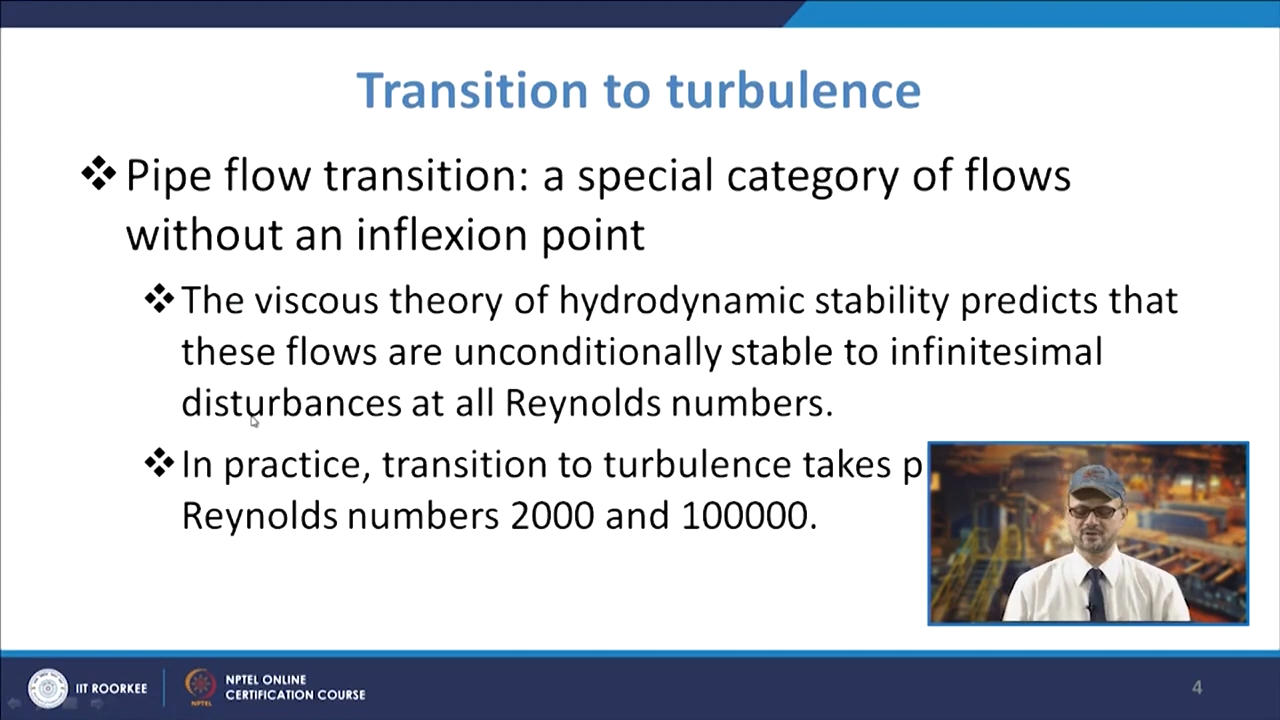 Transition to turbulence
❖ Pipe flow transition: a special category of flows
without an inflexion point
❖ The viscous theory of hydrodynamic stability predicts that
these flows are unconditionally stable to infinitesimal
disturbances at all Reynolds numbers.
❖ In practice, transition to turbulence takes p
Reynolds numbers 2000 and 100000.
IIT ROORKEE
NPTEL
NPTEL ONLINE
CERTIFICATION COURSE
4